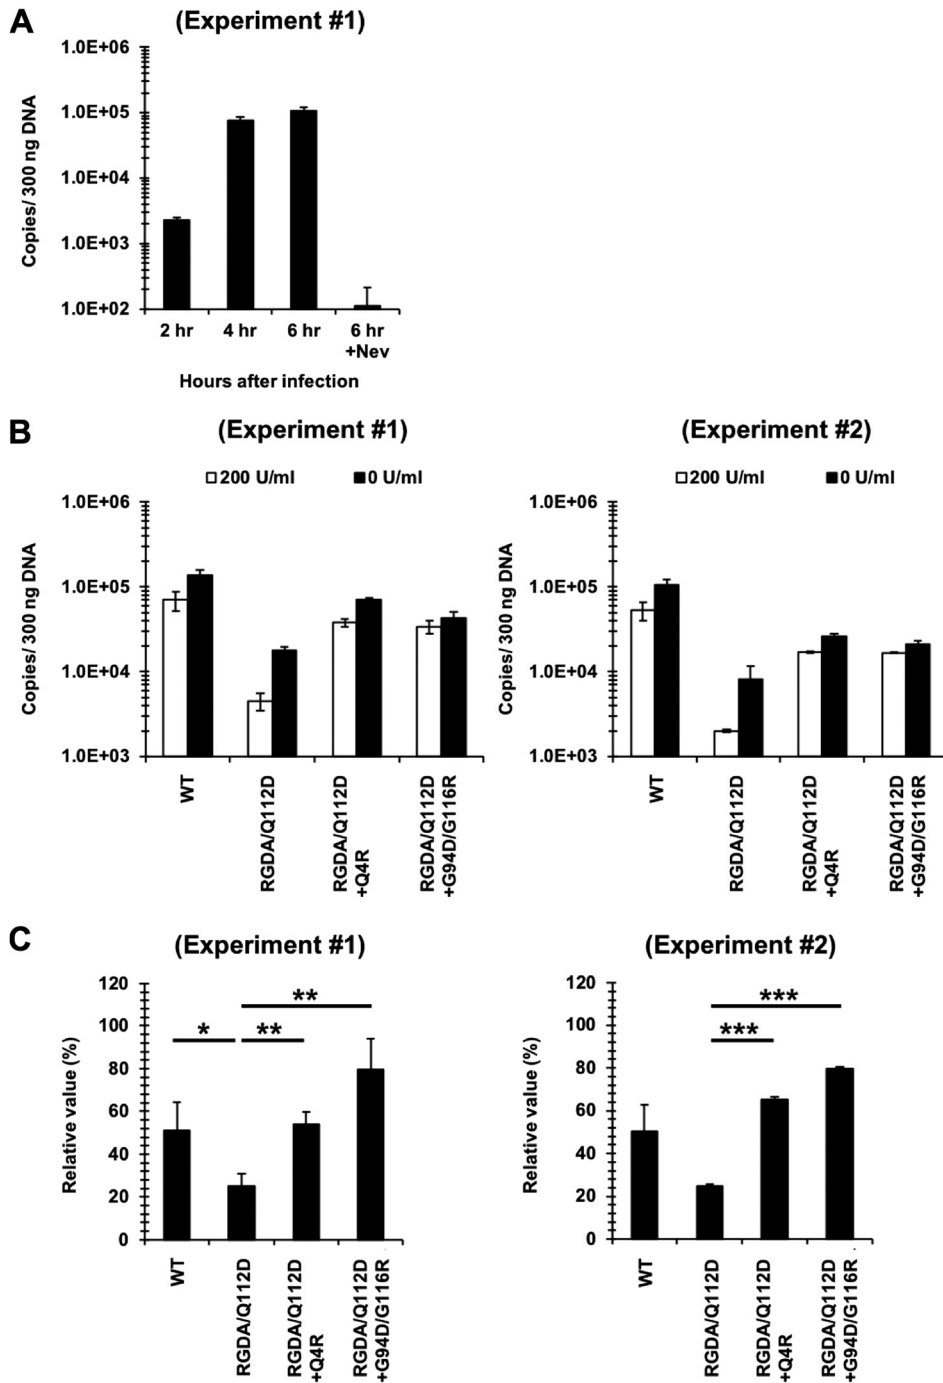 A
(Experiment #1)
Copies/ 300 ng DNA
1.0E+06
1.0E+05
1.0E+04
1.0E+03
1.0E+02
2 hr
4 hr
6 hr
6 hr
+Nev
Hours after infection
B
(Experiment #1)
200 U/ml
0 U/ml
Copies/ 300 ng DNA
1.0E+06
1.0E+05
1.0E+04
1.0E+03
WT
RGDA/Q112D
RGDA/Q112D
+Q4R
RGDA/Q112D
+G94D/G116R
(Experiment #2)
200 U/ml
0 U/ml
Copies/ 300 ng DNA
1.0E+06
1.0E+05
1.0E+04
1.0E+03
WT
RGDA/Q112D
RGDA/Q112D
+Q4R
RGDA/Q112D
+G94D/G116R
C
(Experiment #1)
Relative value (%)
120
100
80
60
40
20
0
**
*
**
WT
RGDA/Q112D
RGDA/Q112D
+Q4R
RGDA/Q112D
+G94D/G116R
(Experiment #2)
Relative value (%)
120
100
80
60
40
20
0
***
***
WT
RGDA/Q112D
RGDA/Q112D
+Q4R
RGDA/Q112D
+G94D/G116R